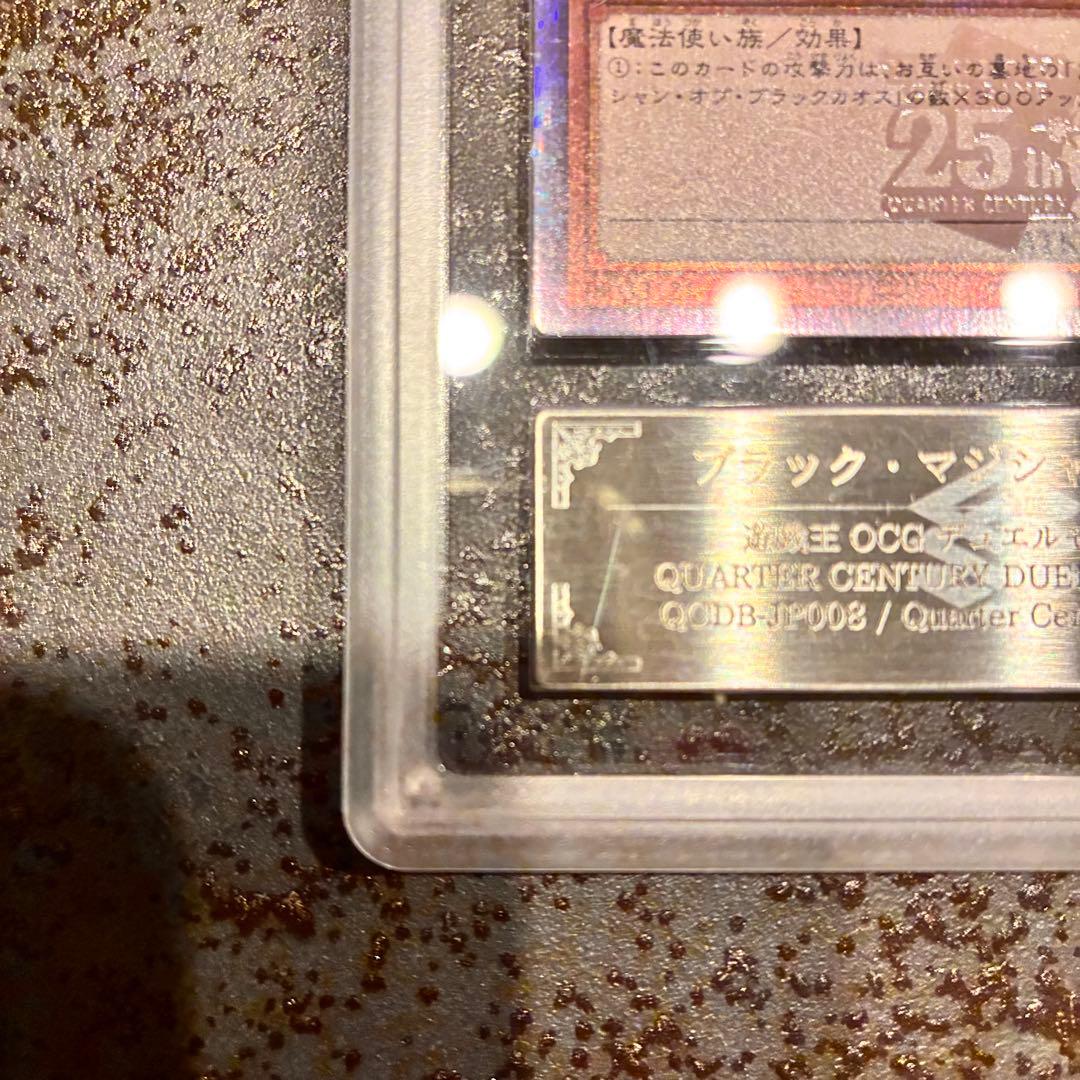 【魔法使い族／効果】
①：このカードの攻撃力は、お互いの墓地の「
シャン・オブ・ブラックカオス」の数×300アッ
25th
QUARTER CENTURY
ブラック・マジシャ
遊戯王 OCG デュエル
QUARTER CENTURY DUE
QCDB-JP008 / Quarter Cen